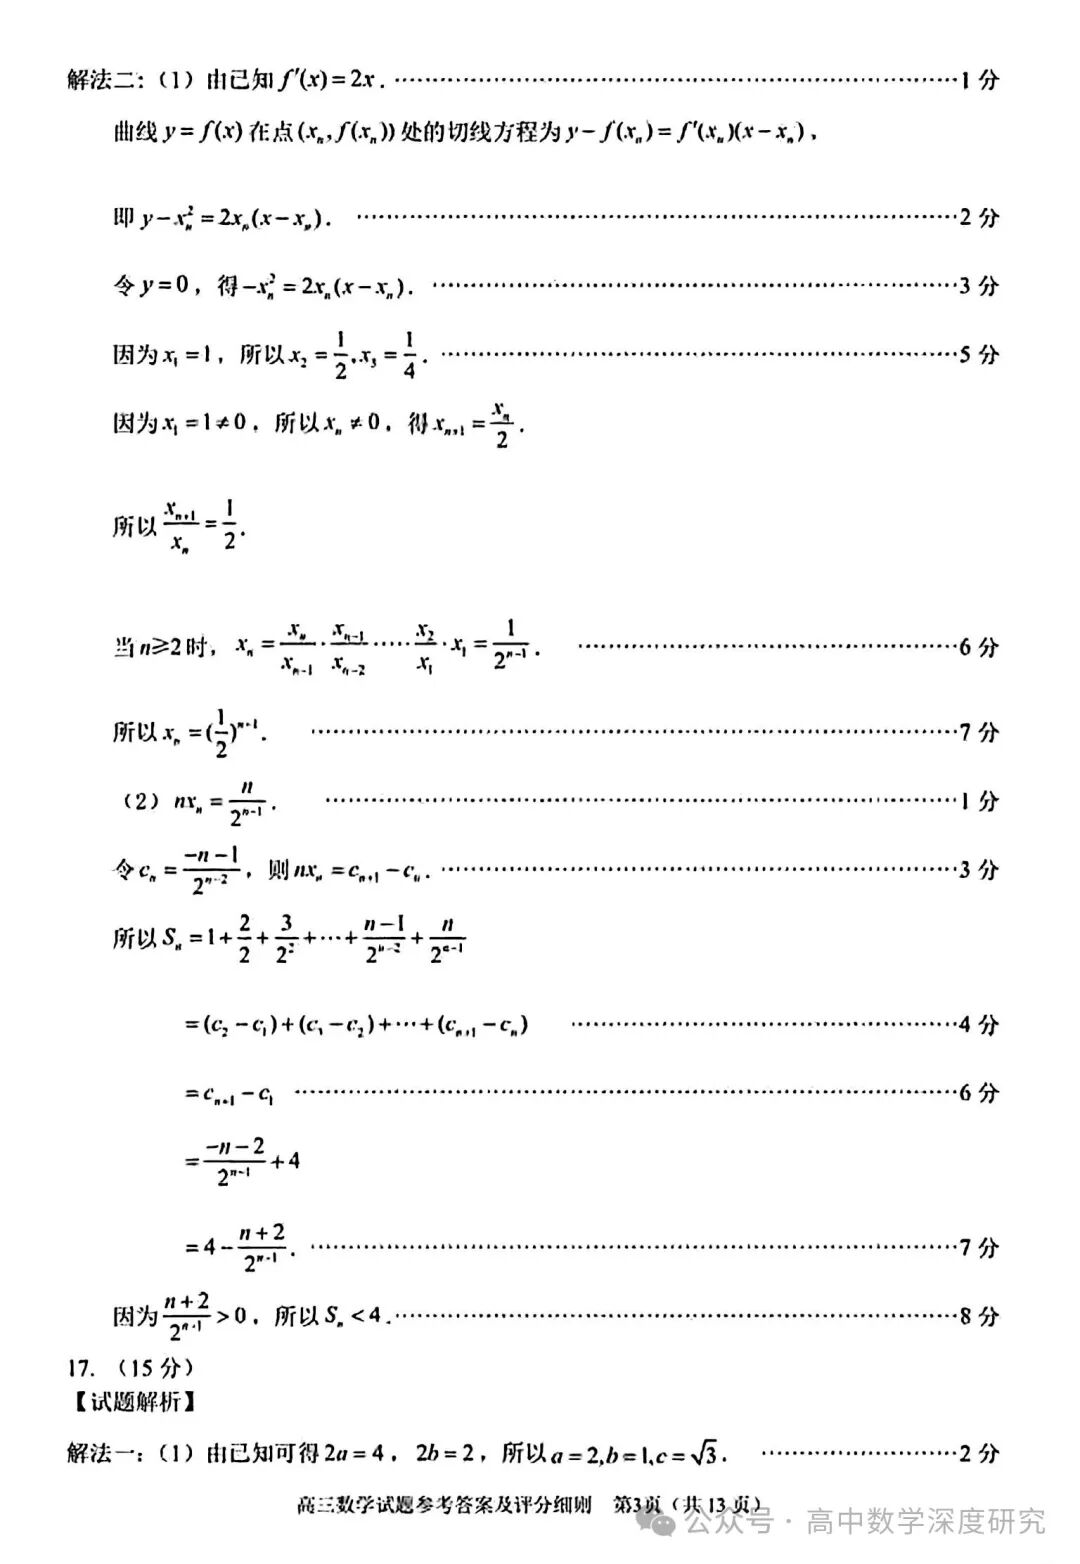 解法二：（1）由已知 f′(x)=2x. ……1 分
曲线 y=f(x) 在点 (xₙ, f(xₙ)) 处的切线方程为 y−f(xₙ)=f′(xₙ)(x−xₙ)，
即 y−xₙ²=2xₙ(x−xₙ). ……2 分
令 y=0，得 −xₙ²=2xₙ(x−xₙ). ……3 分
因为 x₁=1，所以 x₂=1/2, x₃=1/4. ……5 分
因为 x₁=1≠0，所以 xₙ≠0，得 xₙ₊₁=xₙ/2.
所以 xₙ₊₁/xₙ=1/2.
当 n≥2 时，xₙ=xₙ/xₙ₋₁·xₙ₋₁/xₙ₋₂·……·x₂/x₁·x₁=1/2ⁿ⁻¹. ……6 分
所以 xₙ=(1/2)ⁿ⁻¹. ……7 分
（2）nxₙ=n/2ⁿ⁻¹. ……1 分
令 cₙ=(−n−1)/2ⁿ⁻²，则 nxₙ=cₙ₊₁−cₙ. ……3 分
所以 Sₙ=1+2/2+3/2²+⋯+(n−1)/2ⁿ⁻²+n/2ⁿ⁻¹
=(c₂−c₁)+(c₃−c₂)+⋯+(cₙ₊₁−cₙ) ……4 分
=cₙ₊₁−c₁ ……6 分
=(−n−2)/2ⁿ⁻¹+4
=4−(n+2)/2ⁿ⁻¹. ……7 分
因为 (n+2)/2ⁿ⁻¹>0，所以 Sₙ<4. ……8 分
17.（15 分）
【试题解析】
解法一：（1）由已知可得 2a=4，2b=2，所以 a=2,b=1,c=√3. ……2 分
高三数学试题参考答案及评分细则 第3页（共 13 页）
公众号・高中数学深度研究